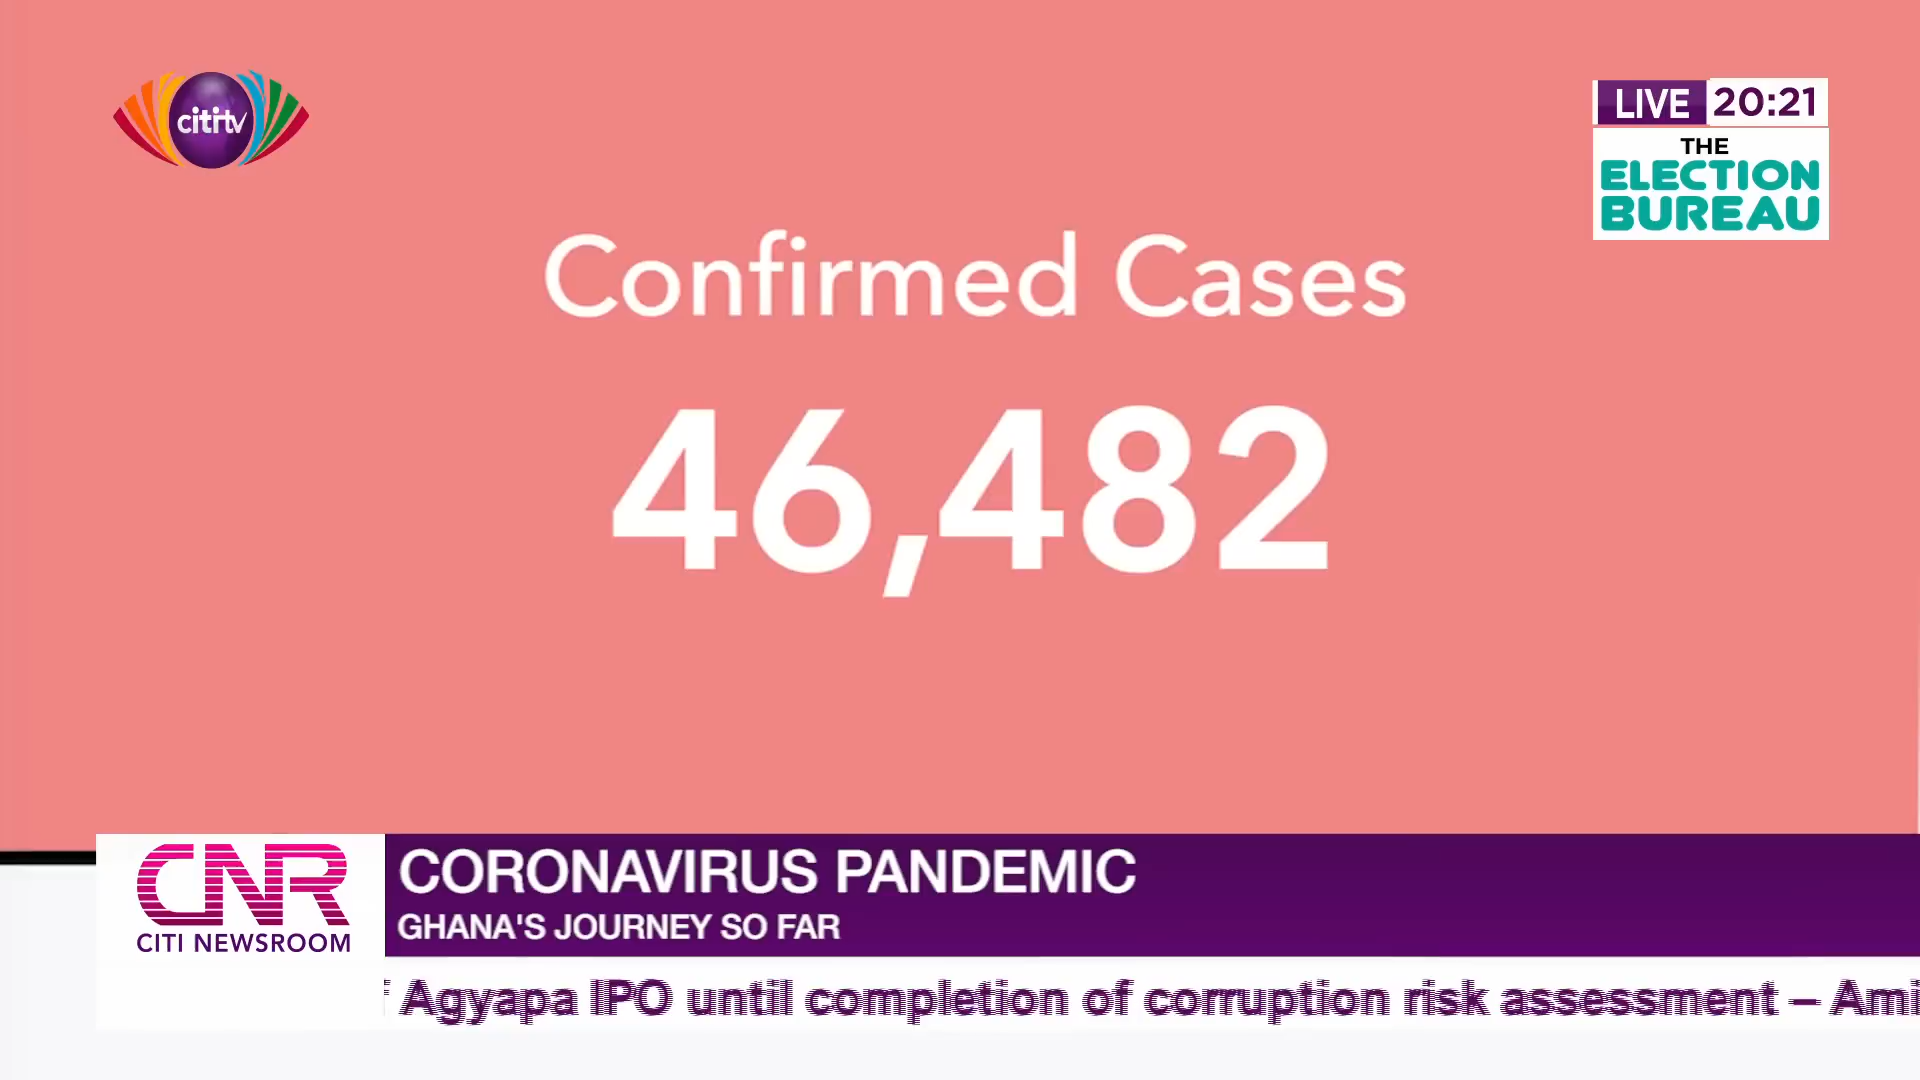 citi tv
LIVE 20:21
THE
ELECTION
BUREAU
Confirmed Cases
46,482
CNR
CITI NEWSROOM
CORONAVIRUS PANDEMIC
GHANA'S JOURNEY SO FAR
Agyapa IPO until completion of corruption risk assessment – Ami